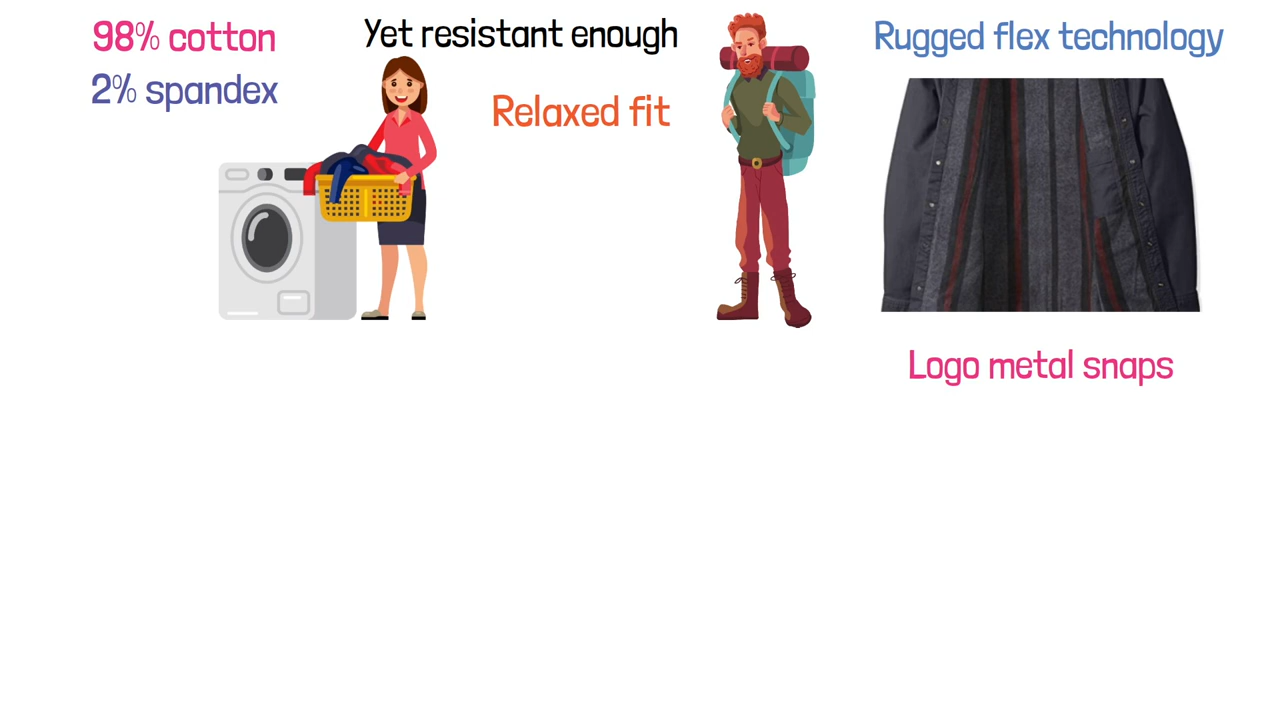 98% cotton
2% spandex
Yet resistant enough
Relaxed fit
Rugged flex technology
Logo metal snaps